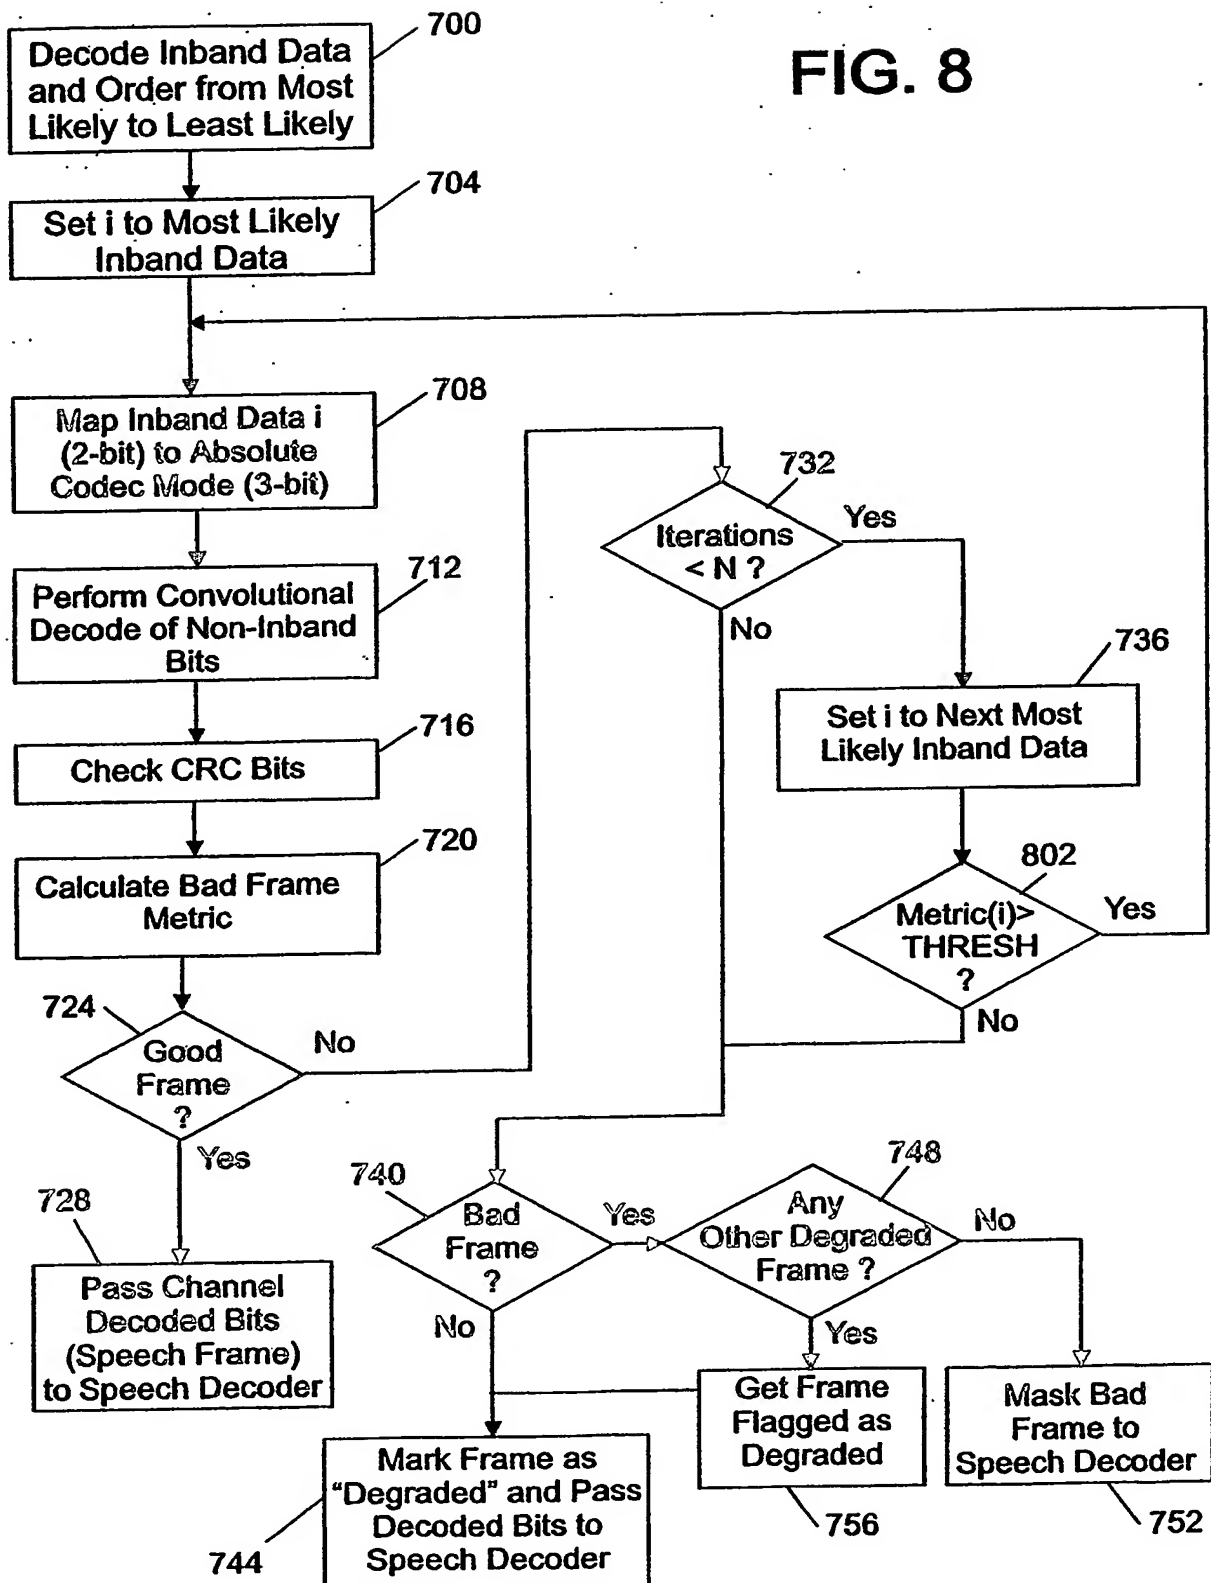 FIG. 8
700
Decode Inband Data
and Order from Most
Likely to Least Likely
704
Set i to Most Likely
Inband Data
708
Map Inband Data i
(2-bit) to Absolute
Codec Mode (3-bit)
712
Perform Convolutional
Decode of Non-Inband
Bits
716
Check CRC Bits
720
Calculate Bad Frame
Metric
724
Good
Frame
?
No
Yes
728
Pass Channel
Decoded Bits
(Speech Frame)
to Speech Decoder
732
Iterations
< N ?
Yes
No
736
Set i to Next Most
Likely Inband Data
802
Metric(i)>
THRESH
?
Yes
No
740
Bad
Frame
?
Yes
No
748
Any
Other Degraded
Frame ?
No
Yes
Get Frame
Flagged as
Degraded
756
Mask Bad
Frame to
Speech Decoder
752
Mark Frame as
"Degraded" and Pass
Decoded Bits to
Speech Decoder
744